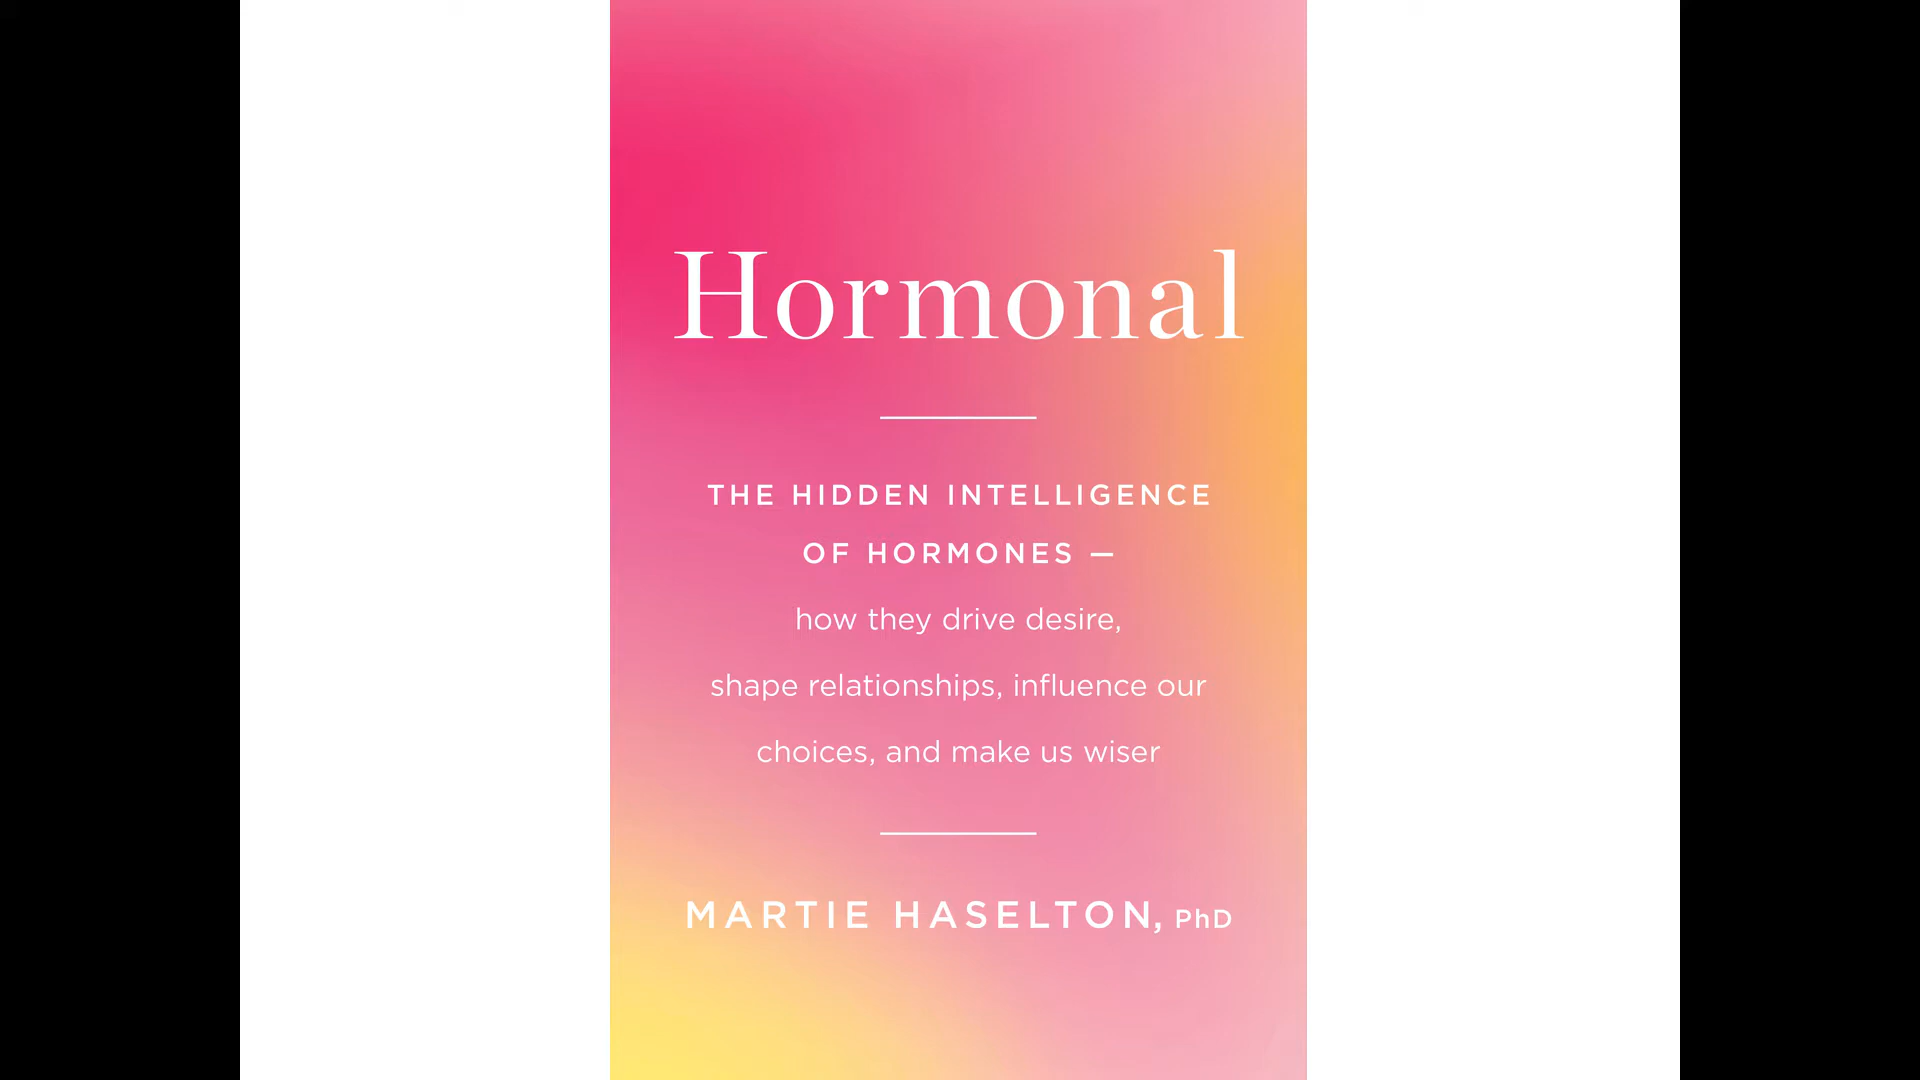 Hormonal
THE HIDDEN INTELLIGENCE
OF HORMONES —
how they drive desire,
shape relationships, influence our
choices, and make us wiser
MARTIE HASELTON, PhD